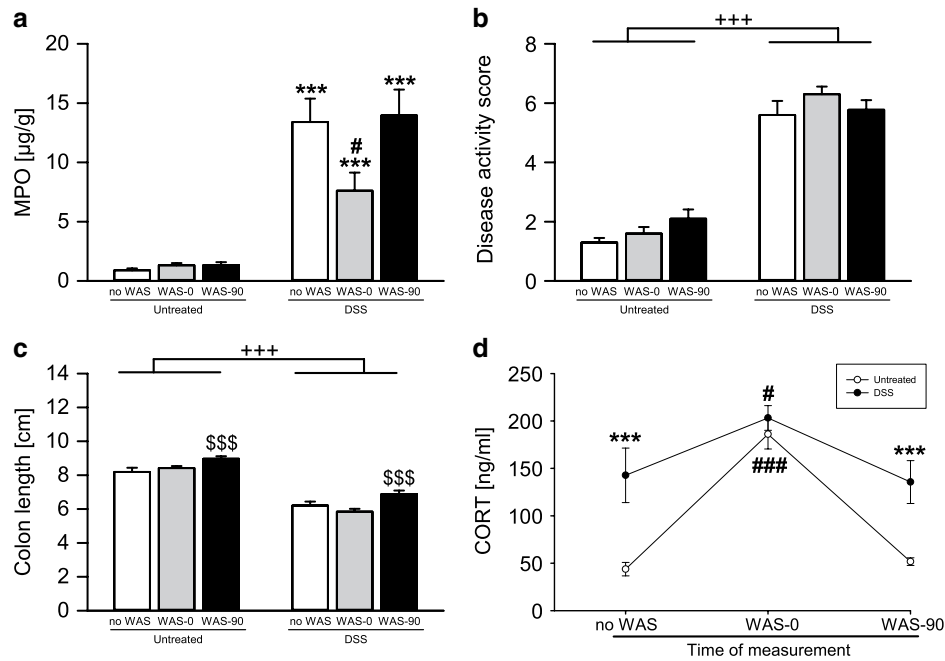 a
MPO [µg/g]
20
15
10
5
0
***
#
***
***
no WAS WAS-0 WAS-90 no WAS WAS-0 WAS-90
Untreated DSS
b
Disease activity score
8
6
4
2
0
+++
no WAS WAS-0 WAS-90 no WAS WAS-0 WAS-90
Untreated DSS
c
Colon length [cm]
14
12
10
8
6
4
2
0
+++
$$$
$$$
no WAS WAS-0 WAS-90 no WAS WAS-0 WAS-90
Untreated DSS
d
CORT [ng/ml]
250
200
150
100
50
0
Untreated
DSS
***
#
###
***
no WAS WAS-0 WAS-90
Time of measurement